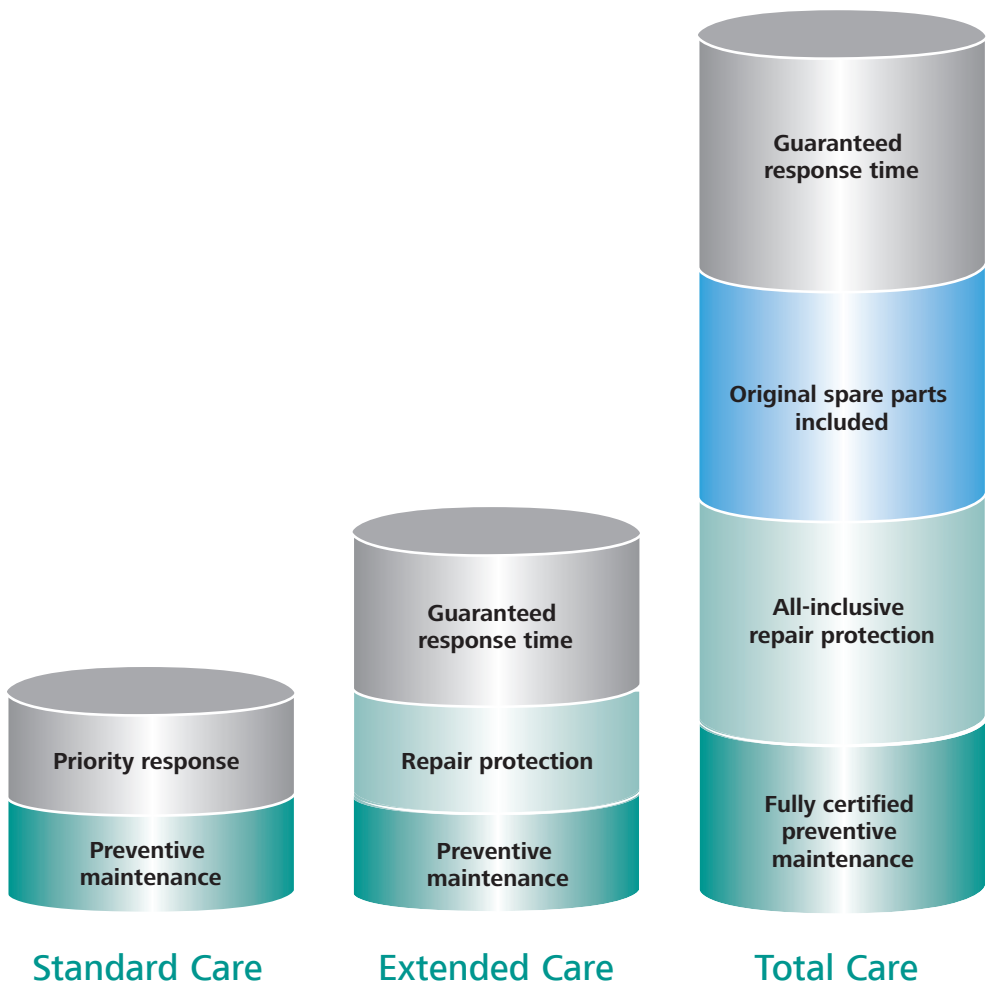 Priority response
Preventive
maintenance
Standard Care
Guaranteed
response time
Repair protection
Preventive
maintenance
Extended Care
Guaranteed
response time
Original spare parts
included
All-inclusive
repair protection
Fully certified
preventive
maintenance
Total Care